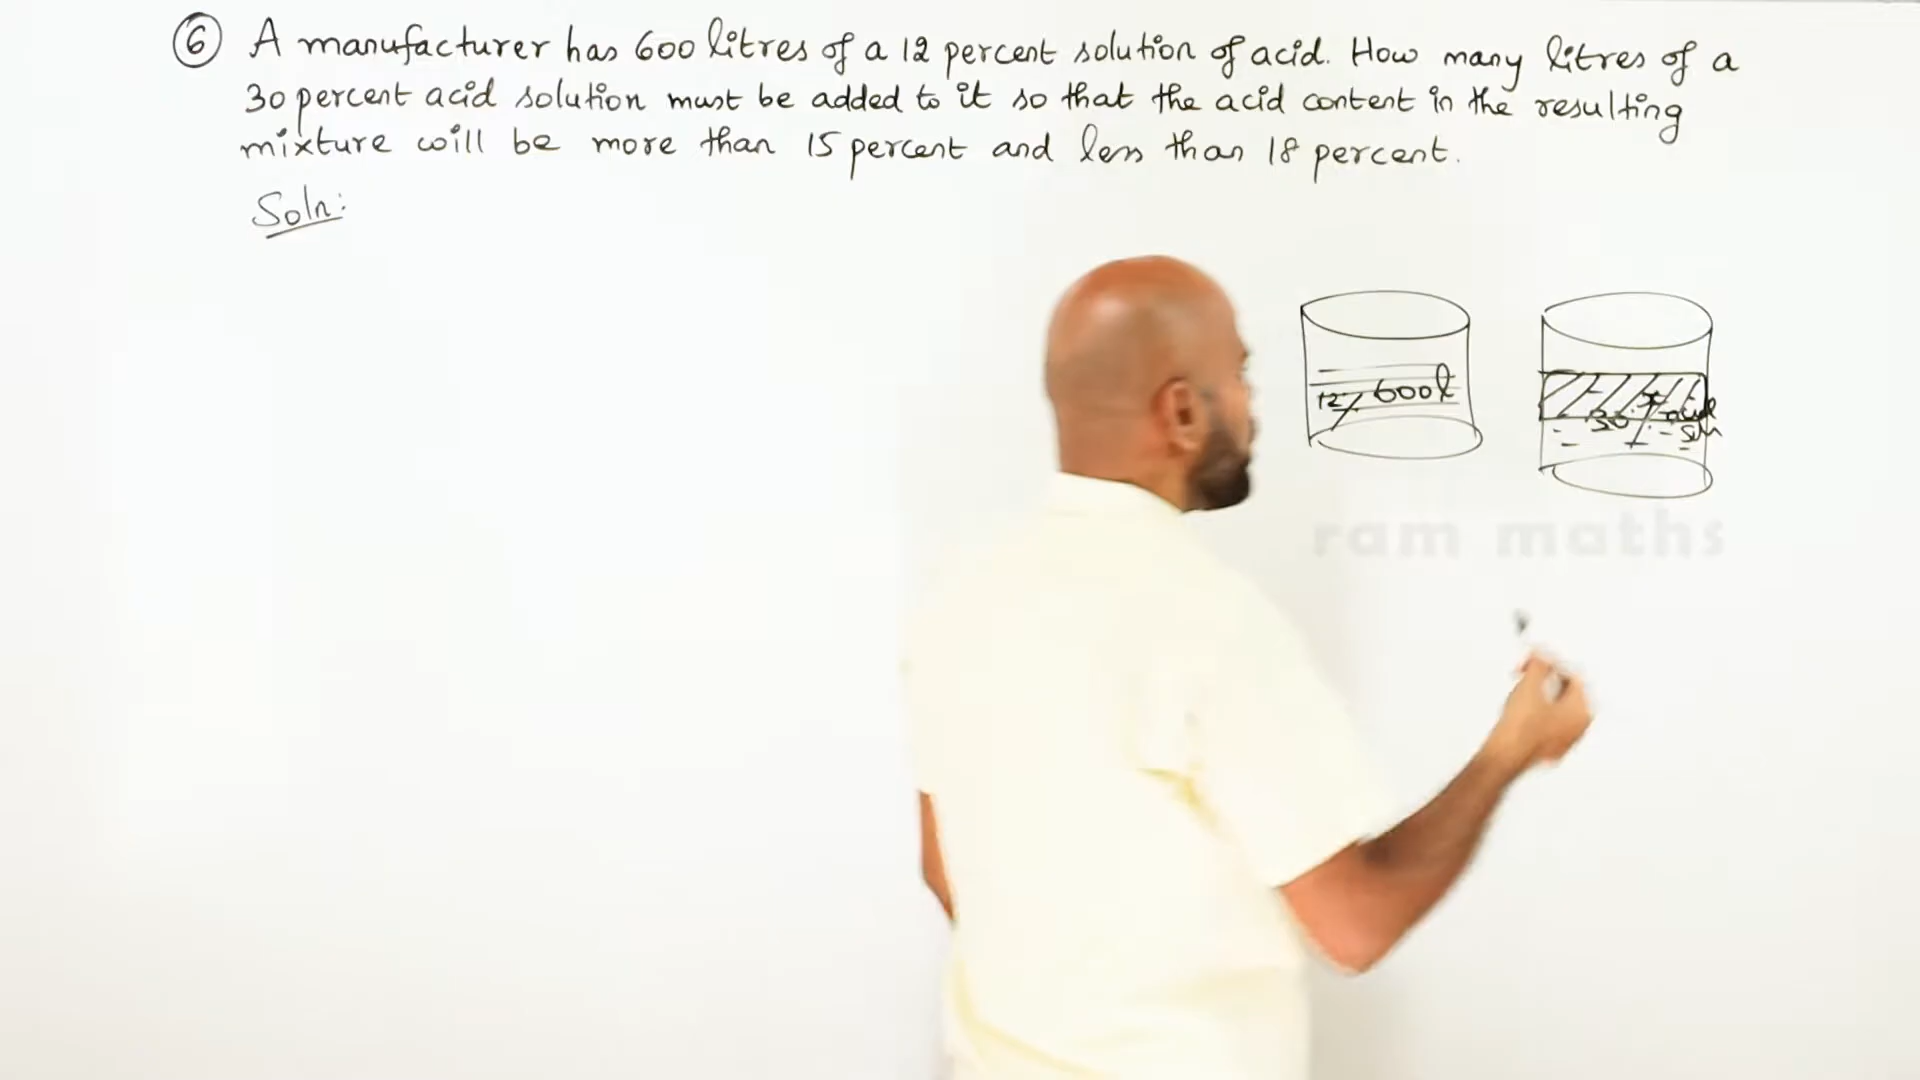 6 A manufacturer has 600 litres of a 12 percent solution of acid. How many litres of a
30 percent acid solution must be added to it so that the acid content in the resulting
mixture will be more than 15 percent and less than 18 percent.
Soln:
12% 600l
30% acid
soln
ram maths